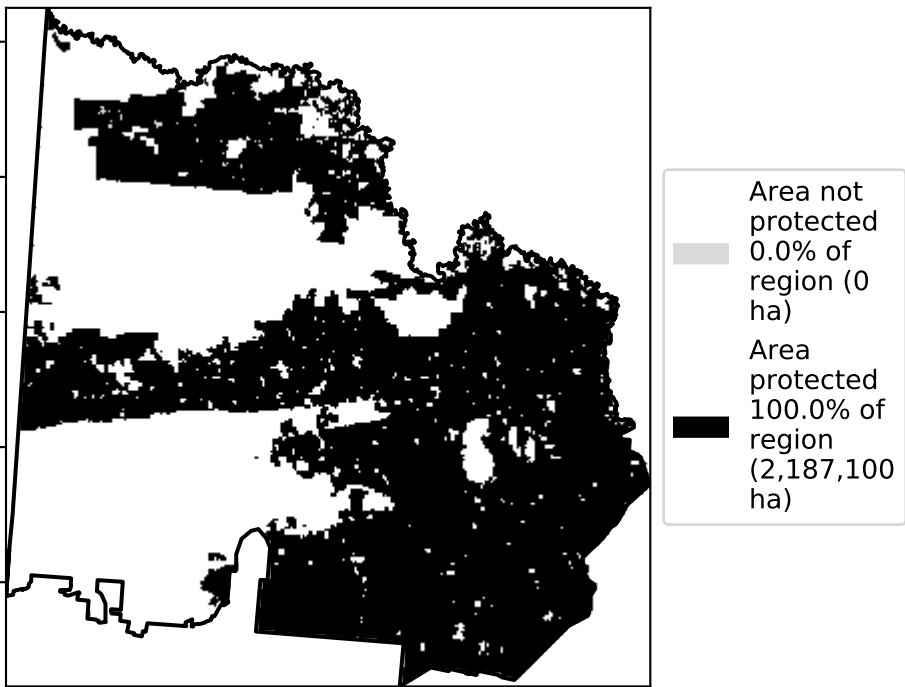 Area not
protected
0.0% of
region (0
ha)
Area
protected
100.0% of
region
(2,187,100
ha)